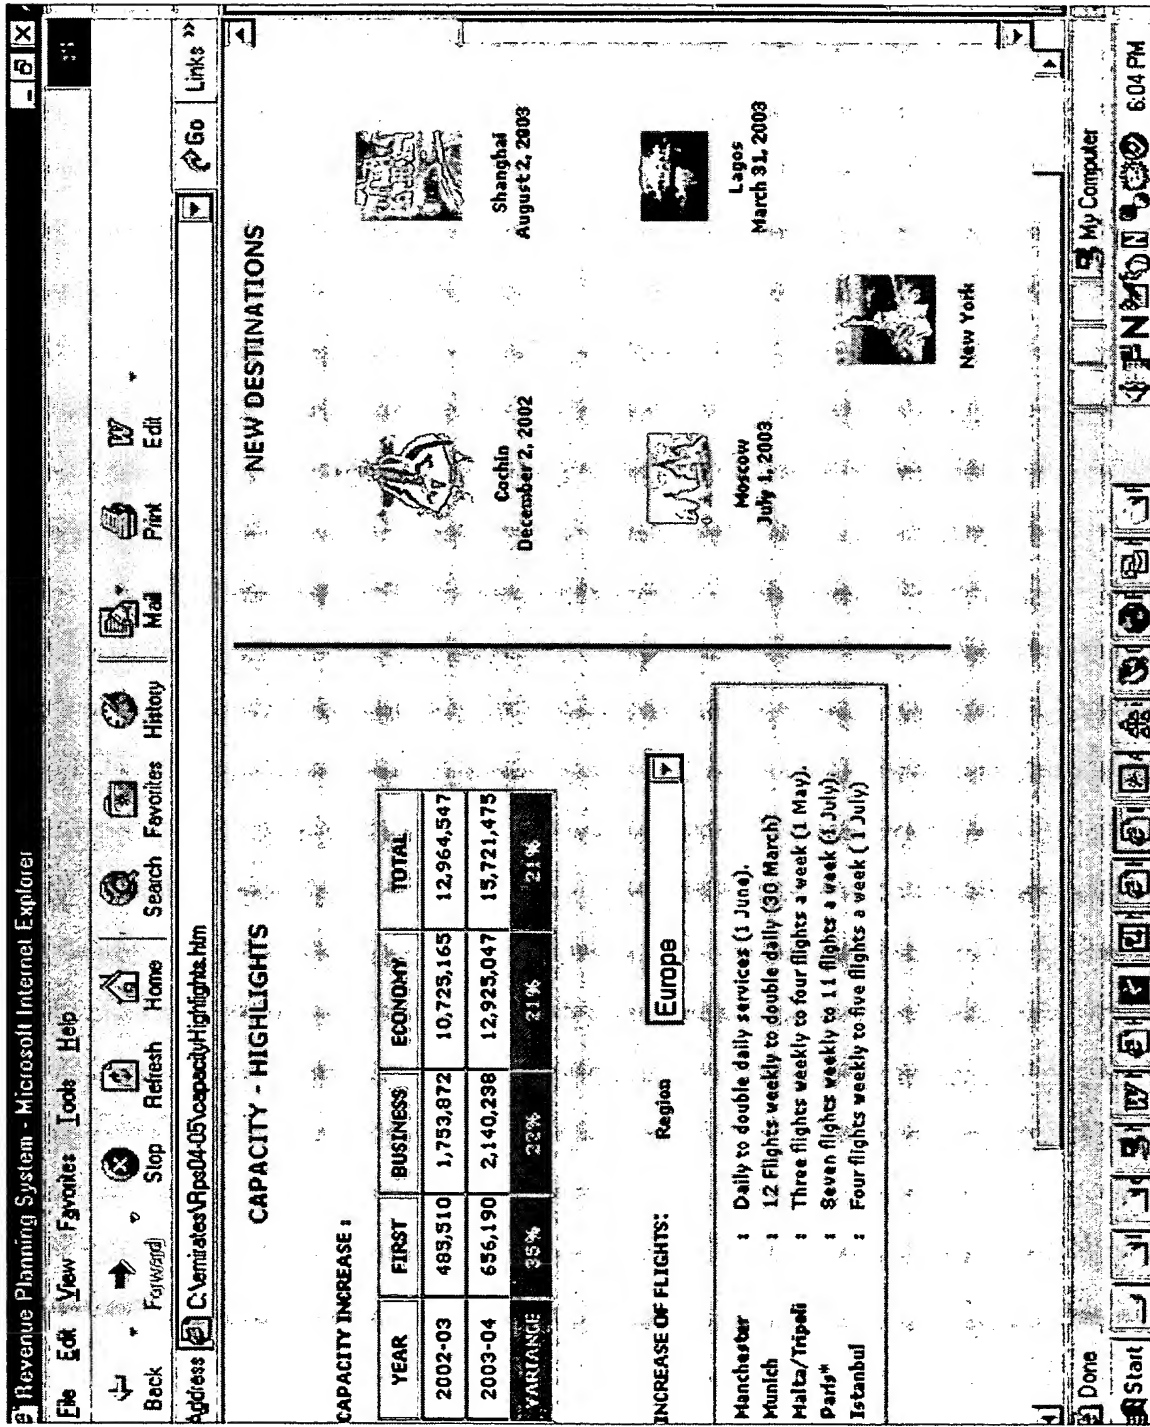 Revenue Planning System - Microsoft Internet Explorer
File Edit View Favorites Tools Help
Back Forward Stop Refresh Home Search Favorites History Mail Print Edit
Address C:\emirates\Rps04-05\capacityHighlights.htm Go Links »
CAPACITY - HIGHLIGHTS
CAPACITY INCREASE :
YEAR FIRST BUSINESS ECONOMY TOTAL
2002-03 485,510 1,753,872 10,725,165 12,964,547
2003-04 656,190 2,140,238 12,925,047 15,721,475
VARIANCE 35% 22% 21% 21%
INCREASE OF FLIGHTS: Region Europe
Manchester : Daily to double daily services (1 June).
Munich : 12 Flights weekly to double daily (30 March)
Malta/Tripoli : Three flights weekly to four flights a week (1 May).
Paris* : Seven flights weekly to 11 flights a week (1 July).
Istanbul : Four flights weekly to five flights a week ( 1 July)
NEW DESTINATIONS
Cochin
December 2, 2002
Shanghai
August 2, 2003
Moscow
July 1, 2003
Lagos
March 31, 2003
New York
Done My Computer
Start 6:04 PM